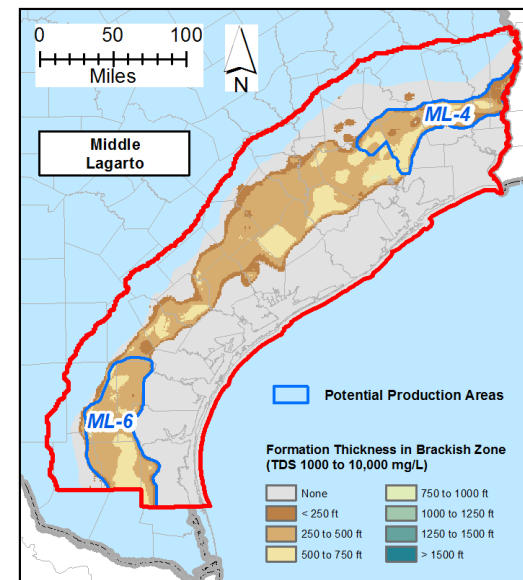 0 50 100
Miles
N
Middle
Lagarto
ML-4
ML-6
Potential Production Areas
Formation Thickness in Brackish Zone
(TDS 1000 to 10,000 mg/L)
None
< 250 ft
250 to 500 ft
500 to 750 ft
750 to 1000 ft
1000 to 1250 ft
1250 to 1500 ft
> 1500 ft